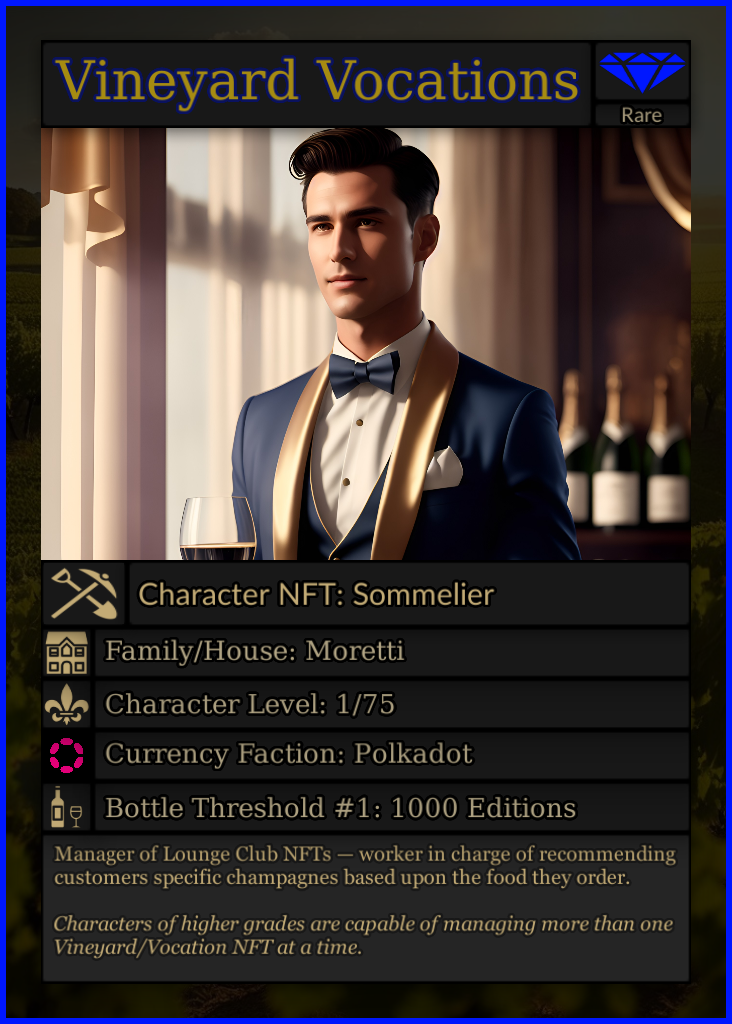 Vineyard Vocations
Rare
Character NFT: Sommelier
Family/House: Moretti
Character Level: 1/75
Currency Faction: Polkadot
Bottle Threshold #1: 1000 Editions
Manager of Lounge Club NFTs — worker in charge of recommending
customers specific champagnes based upon the food they order.
Characters of higher grades are capable of managing more than one
Vineyard/Vocation NFT at a time.